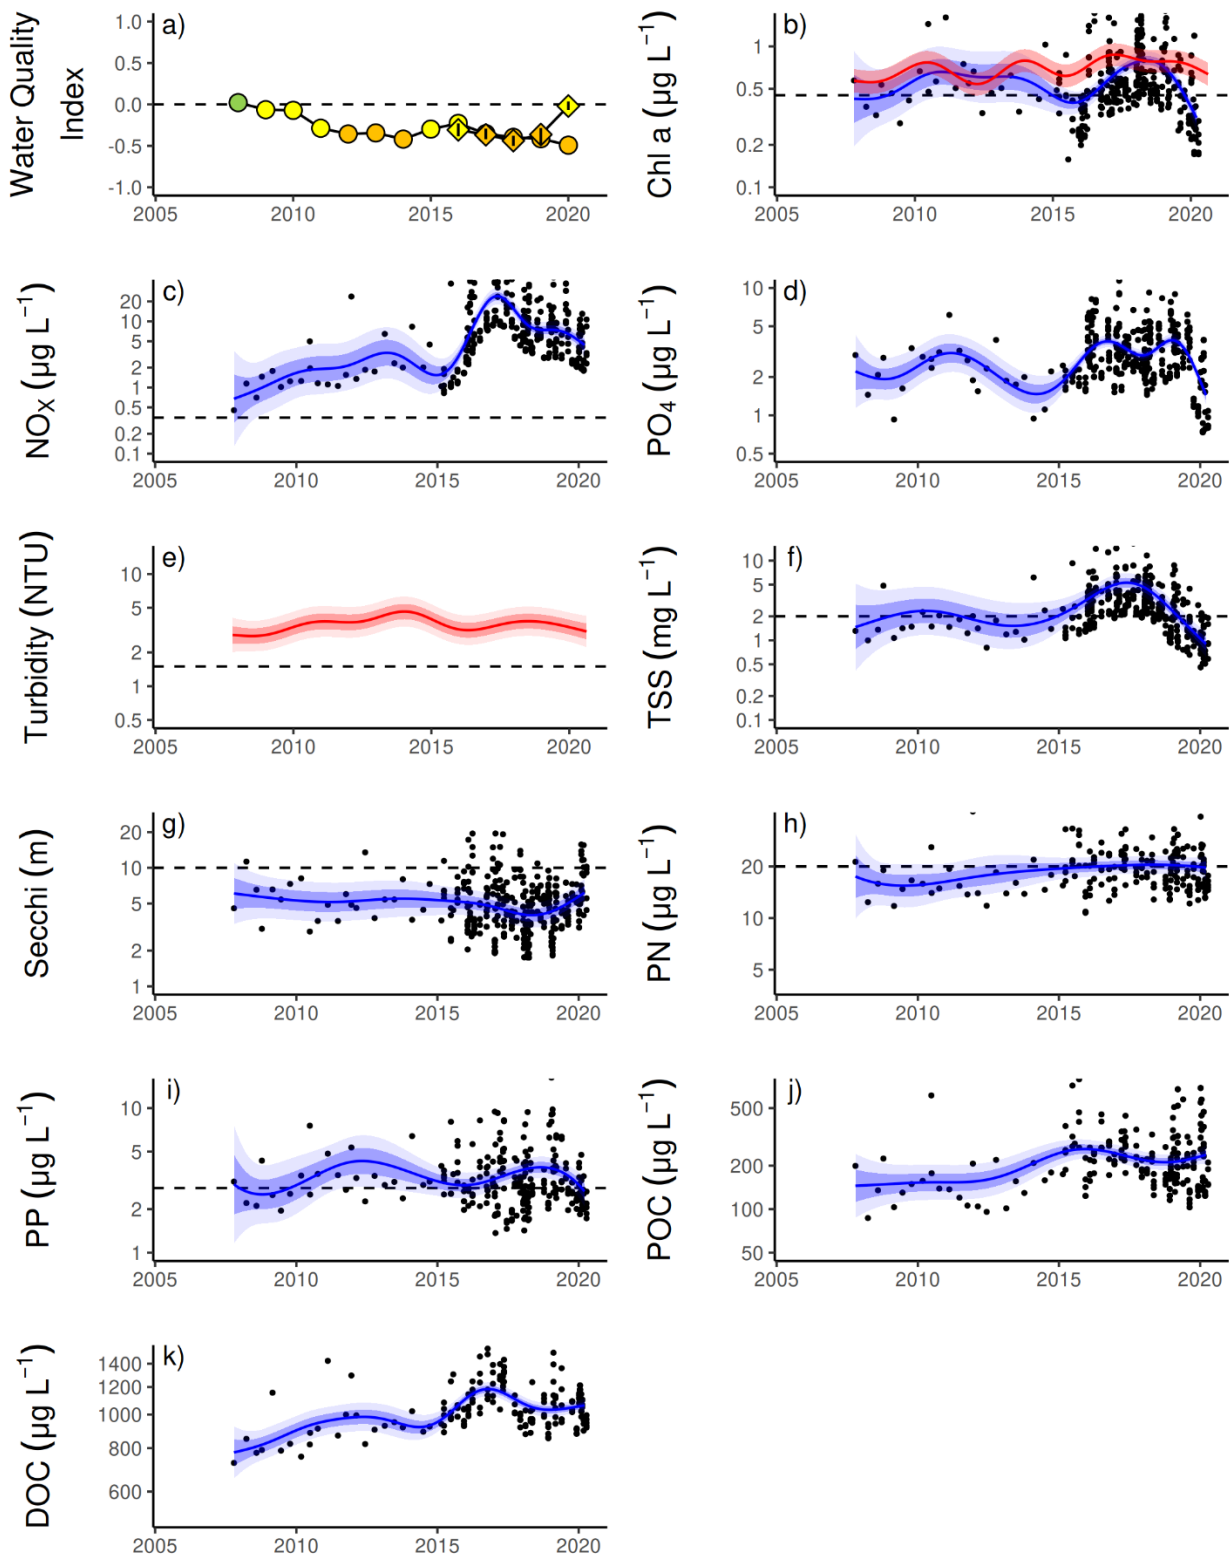 a)
Water Quality
Index
1.0
0.5
0.0
-0.5
-1.0
2005 2010 2015 2020
b)
Chl a (µg L⁻¹)
1
0.5
0.2
0.1
2005 2010 2015 2020
c)
NOₓ (µg L⁻¹)
20
10
5
2
1
0.5
0.2
0.1
2005 2010 2015 2020
d)
PO₄ (µg L⁻¹)
10
5
2
1
0.5
2005 2010 2015 2020
e)
Turbidity (NTU)
10
5
2
1
0.5
2005 2010 2015 2020
f)
TSS (mg L⁻¹)
10
5
2
1
0.5
0.2
0.1
2005 2010 2015 2020
g)
Secchi (m)
20
10
5
2
1
2005 2010 2015 2020
h)
PN (µg L⁻¹)
20
10
5
2005 2010 2015 2020
i)
PP (µg L⁻¹)
10
5
2
1
2005 2010 2015 2020
j)
POC (µg L⁻¹)
500
200
100
50
2005 2010 2015 2020
k)
DOC (µg L⁻¹)
1400
1200
1000
800
600
2005 2010 2015 2020